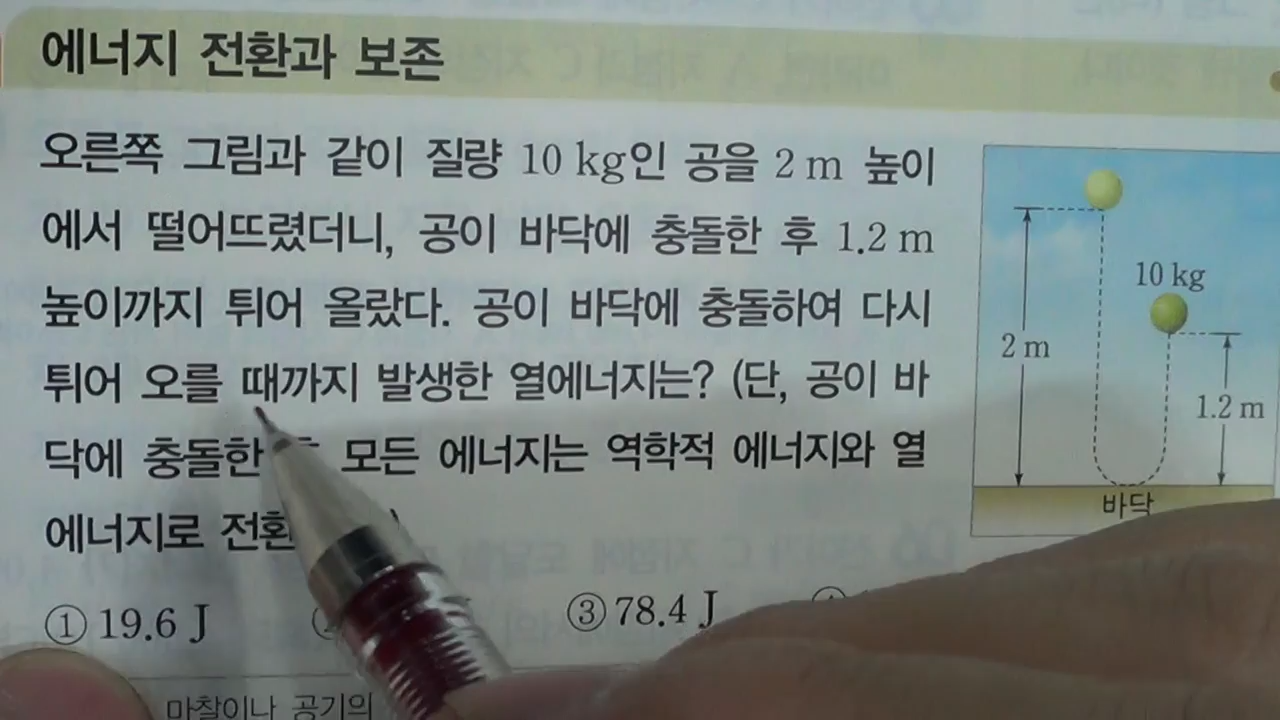 에너지 전환과 보존
오른쪽 그림과 같이 질량 10 kg인 공을 2 m 높이
에서 떨어뜨렸더니, 공이 바닥에 충돌한 후 1.2 m
높이까지 튀어 올랐다. 공이 바닥에 충돌하여 다시
튀어 오를 때까지 발생한 열에너지는? (단, 공이 바
닥에 충돌한 모든 에너지는 역학적 에너지와 열
에너지로 전환
① 19.6 J ③ 78.4 J
마찰이나 공기의
10 kg
2 m
1.2 m
바닥